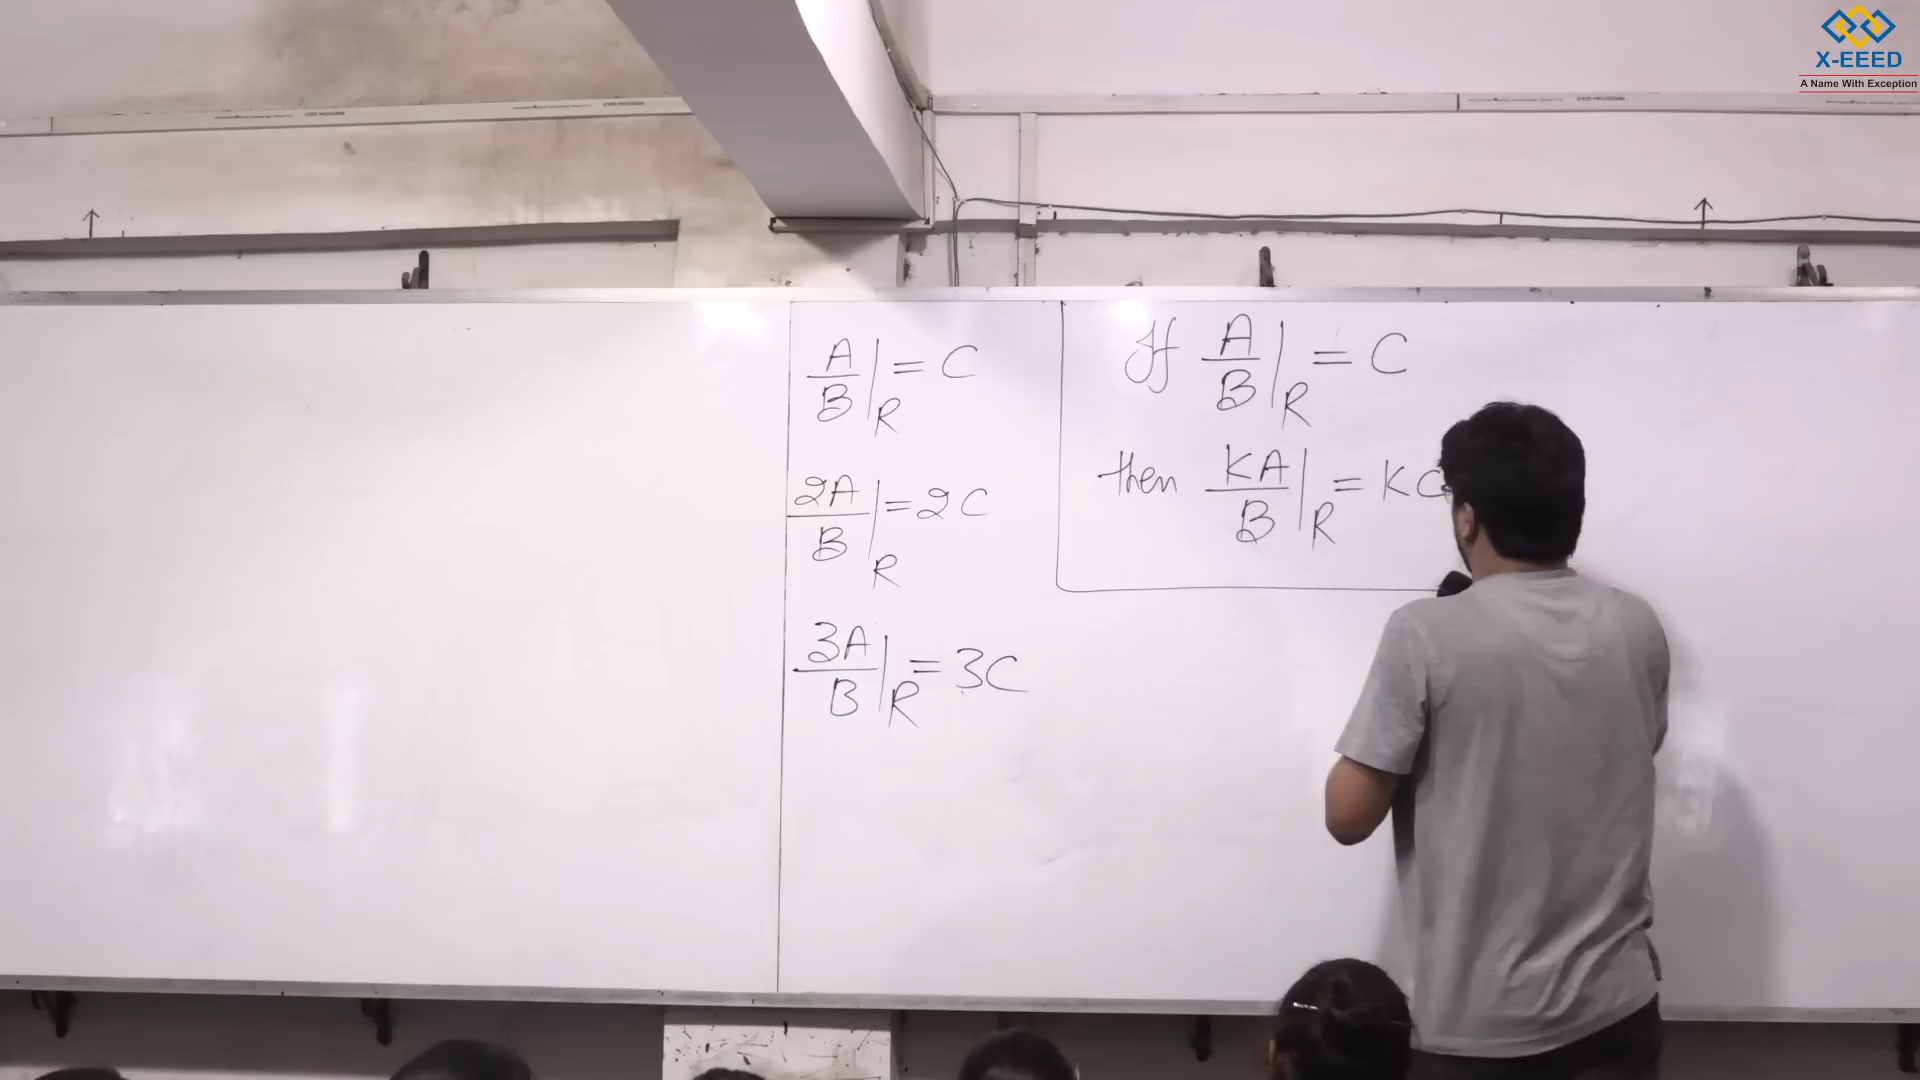 X-EEED
A Name With Exception
A/B|R = C
2A/B|R = 2C
3A/B|R = 3C
If A/B|R = C
then KA/B|R = KC